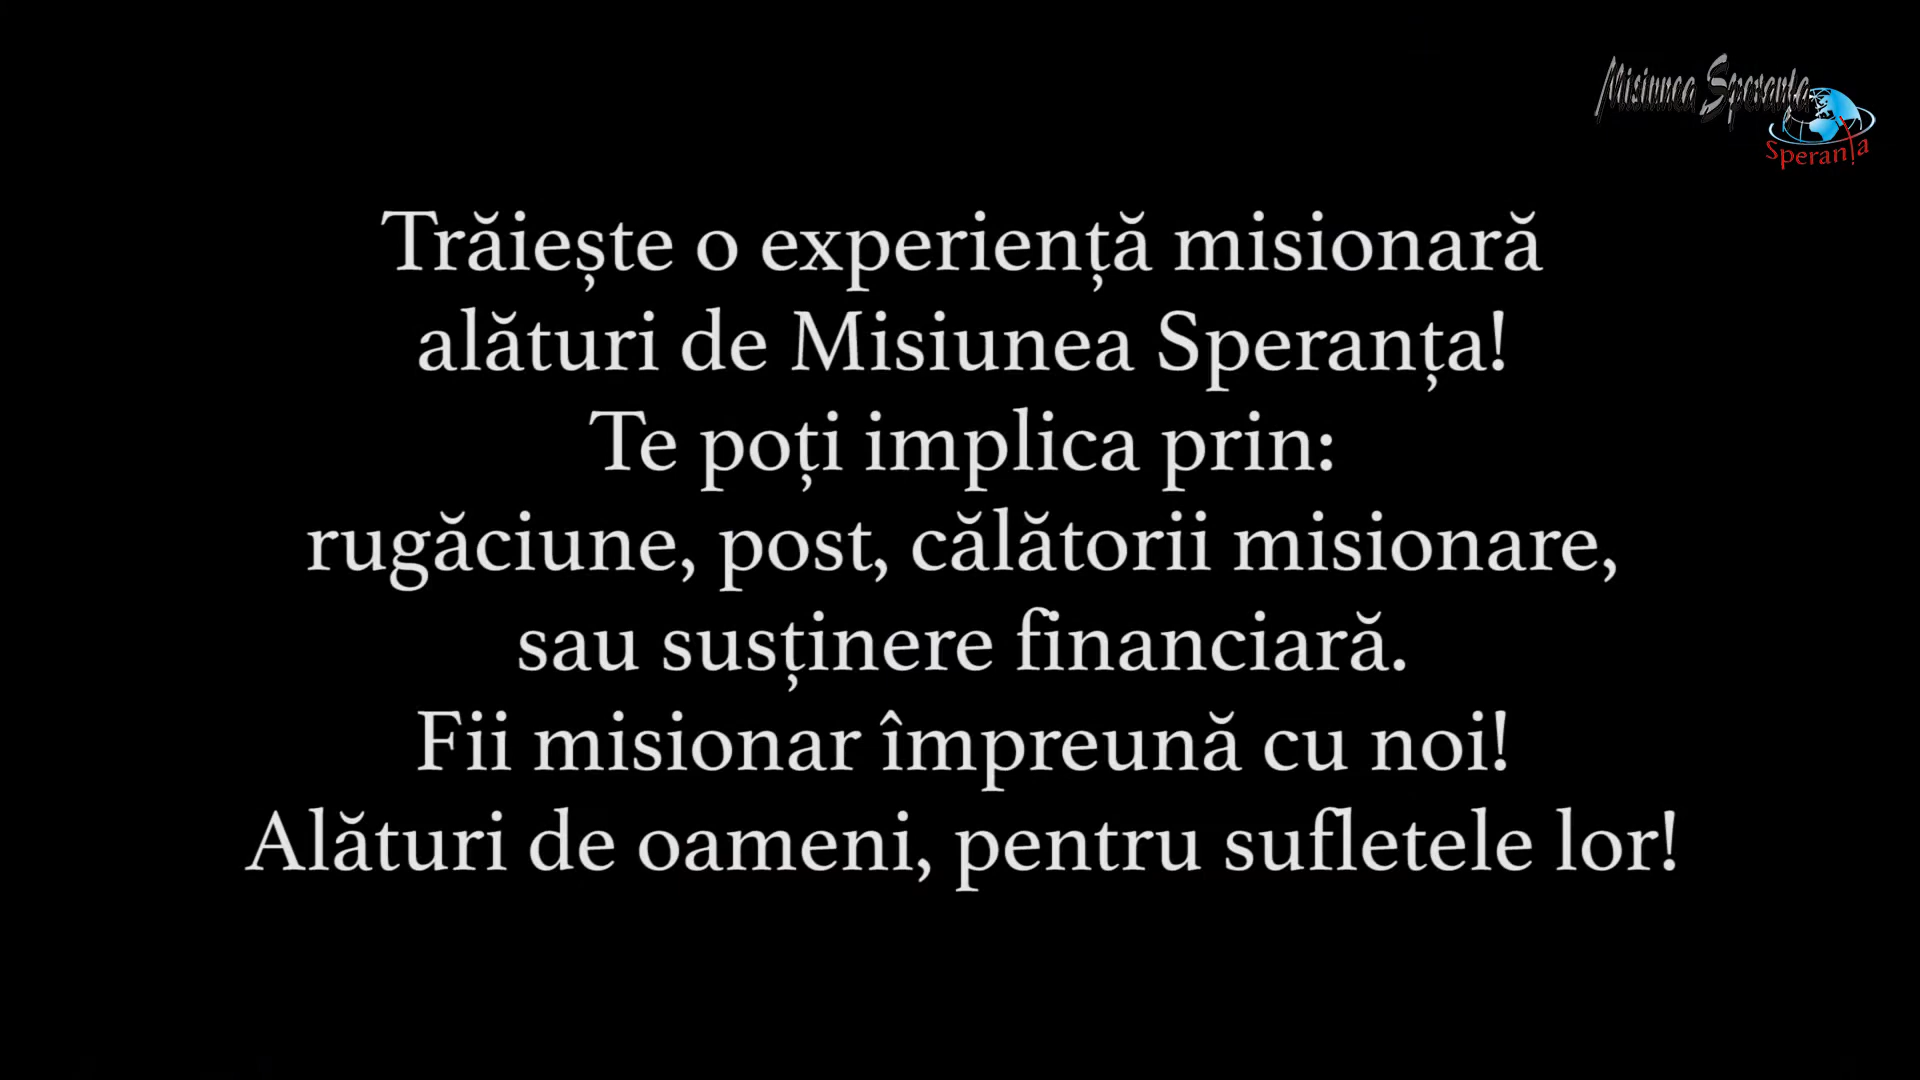 Misiunea Speranta
Speranța
Trăiește o experiență misionară
alături de Misiunea Speranța!
Te poți implica prin:
rugăciune, post, călătorii misionare,
sau susținere financiară.
Fii misionar împreună cu noi!
Alături de oameni, pentru sufletele lor!